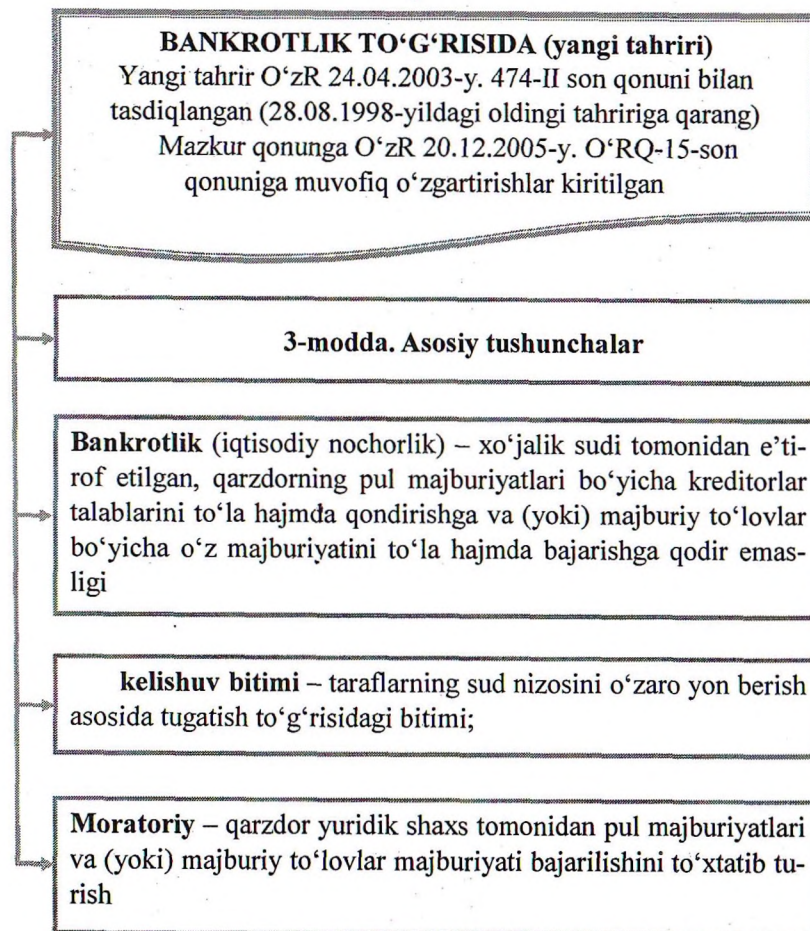 BANKROTLIK TO‘G‘RISIDA (yangi tahriri)
Yangi tahrir O‘zR 24.04.2003-y. 474-II son qonuni bilan
tasdiqlangan (28.08.1998-yildagi oldingi tahririga qarang)
Mazkur qonunga O‘zR 20.12.2005-y. O‘RQ-15-son
qonuniga muvofiq o‘zgartirishlar kiritilgan
3-modda. Asosiy tushunchalar
Bankrotlik (iqtisodiy nochorlik) – xo‘jalik sudi tomonidan e’ti-
rof etilgan, qarzdorning pul majburiyatlari bo‘yicha kreditorlar
talablarini to‘la hajmda qondirishga va (yoki) majburiy to‘lovlar
bo‘yicha o‘z majburiyatini to‘la hajmda bajarishga qodir emas-
ligi
kelishuv bitimi – taraflarning sud nizosini o‘zaro yon berish
asosida tugatish to‘g‘risidagi bitimi;
Moratoriy – qarzdor yuridik shaxs tomonidan pul majburiyatlari
va (yoki) majburiy to‘lovlar majburiyati bajarilishini to‘xtatib tu-
rish